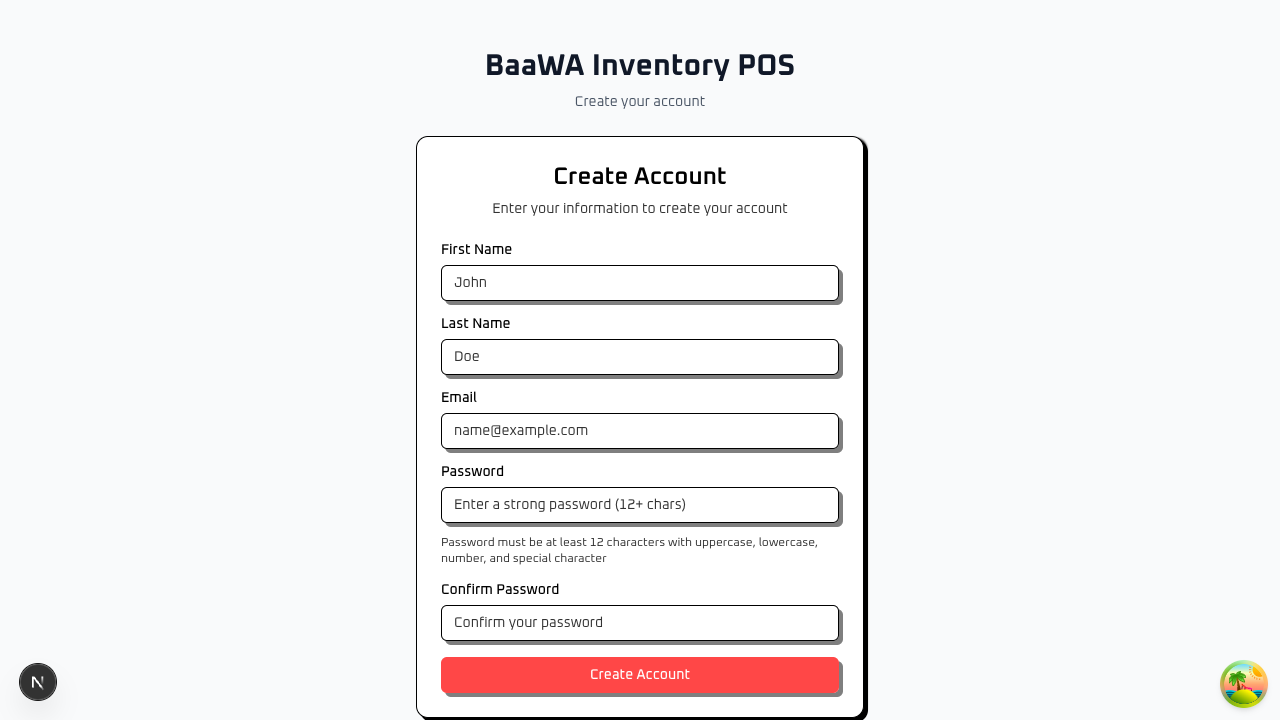 BaaWA Inventory POS
Create your account
Create Account
Enter your information to create your account
First Name
John
Last Name
Doe
Email
name@example.com
Password
Enter a strong password (12+ chars)
Password must be at least 12 characters with uppercase, lowercase,
number, and special character
Confirm Password
Confirm your password
Create Account
N